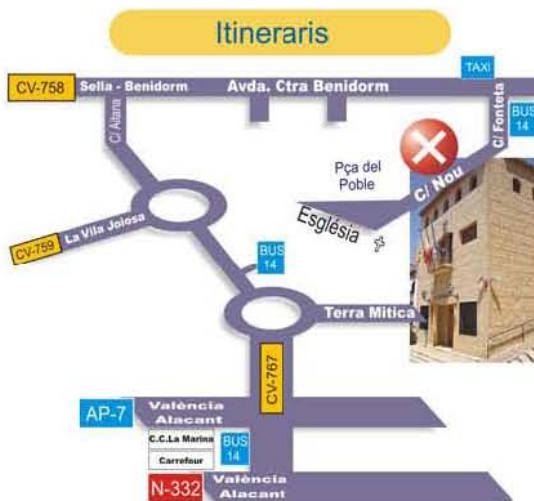 Itineraris
TAXI
CV-758
Sella - Benidorm
Avda. Ctra Benidorm
C/ Aitana
C/ Fonteta
BUS
14
Pça del
Poble
C/ Nou
Església
La Vila Joiosa
CV-759
BUS
14
Terra Mitica
CV-767
AP-7
València
Alacant
C.C.La Marina
Carrefour
BUS
14
N-332
València
Alacant